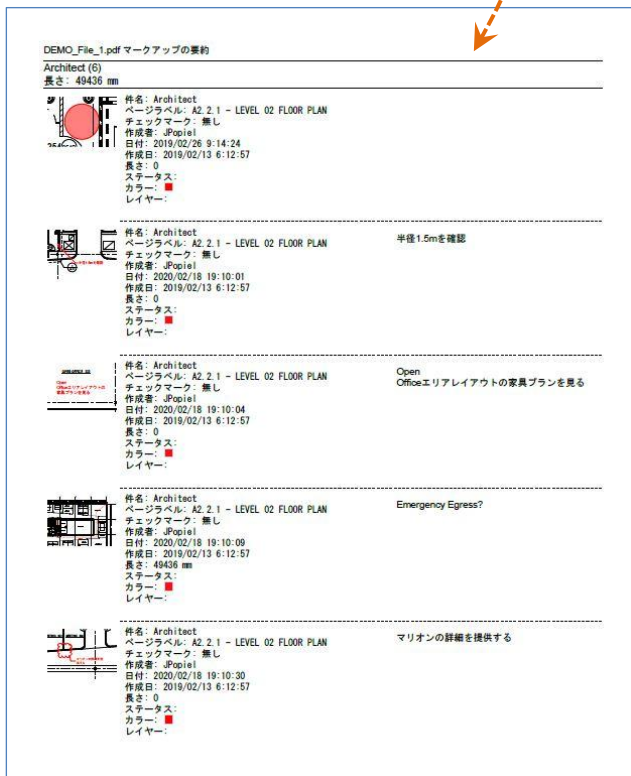 DEMO_File_1.pdf マークアップの要約
Architect (6)
長さ: 49436 mm
件名: Architect
ページラベル: A2.2.1 - LEVEL 02 FLOOR PLAN
チェックマーク: 無し
作成者: JPopiel
日付: 2019/02/26 9:14:24
作成日: 2019/02/13 6:12:57
長さ: 0
ステータス:
カラー:
レイヤー:
件名: Architect
ページラベル: A2.2.1 - LEVEL 02 FLOOR PLAN
チェックマーク: 無し
作成者: JPopiel
日付: 2020/02/18 19:10:01
作成日: 2019/02/13 6:12:57
長さ: 0
ステータス:
カラー:
レイヤー:
半径1.5mを確認
件名: Architect
ページラベル: A2.2.1 - LEVEL 02 FLOOR PLAN
チェックマーク: 無し
作成者: JPopiel
日付: 2020/02/18 19:10:04
作成日: 2019/02/13 6:12:57
長さ: 0
ステータス:
カラー:
レイヤー:
Open
Officeエリアレイアウトの家具プランを見る
件名: Architect
ページラベル: A2.2.1 - LEVEL 02 FLOOR PLAN
チェックマーク: 無し
作成者: JPopiel
日付: 2020/02/18 19:10:09
作成日: 2019/02/13 6:12:57
長さ: 49436 mm
ステータス:
カラー:
レイヤー:
Emergency Egress?
件名: Architect
ページラベル: A2.2.1 - LEVEL 02 FLOOR PLAN
チェックマーク: 無し
作成者: JPopiel
日付: 2020/02/18 19:10:30
作成日: 2019/02/13 6:12:57
長さ: 0
ステータス:
カラー:
レイヤー:
マリオンの詳細を提供する